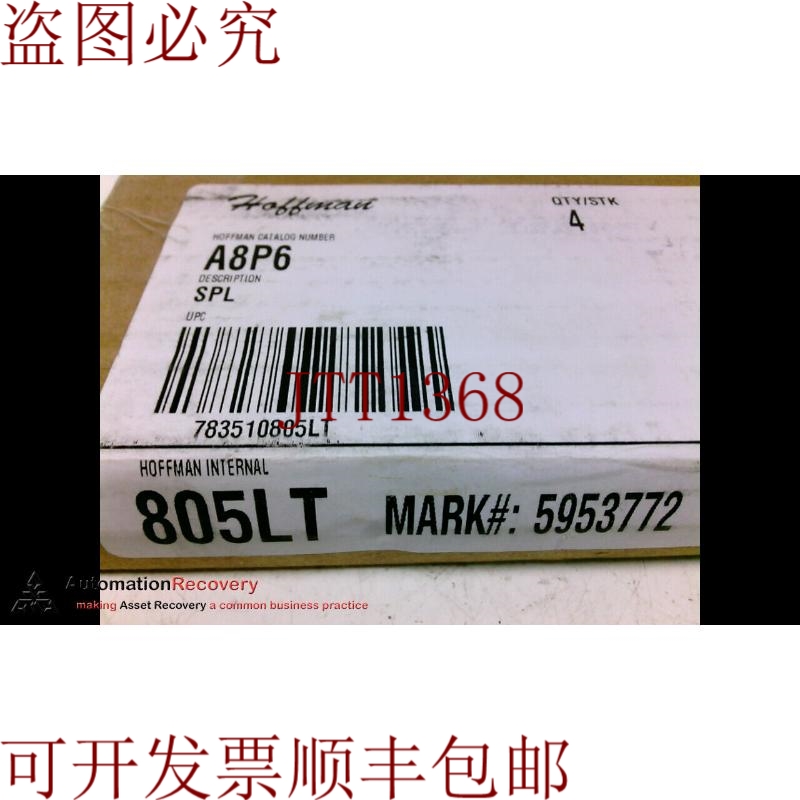 盗图必究
Hoffman
QTY/STK
4
HOFFMAN CATALOG NUMBER
A8P6
DESCRIPTION
SPL
UPC
JTT1368
783510805LT
HOFFMAN INTERNAL
805LT MARK#: 5953772
AutomationRecovery
making Asset Recovery a common business practice
可开发票顺丰包邮